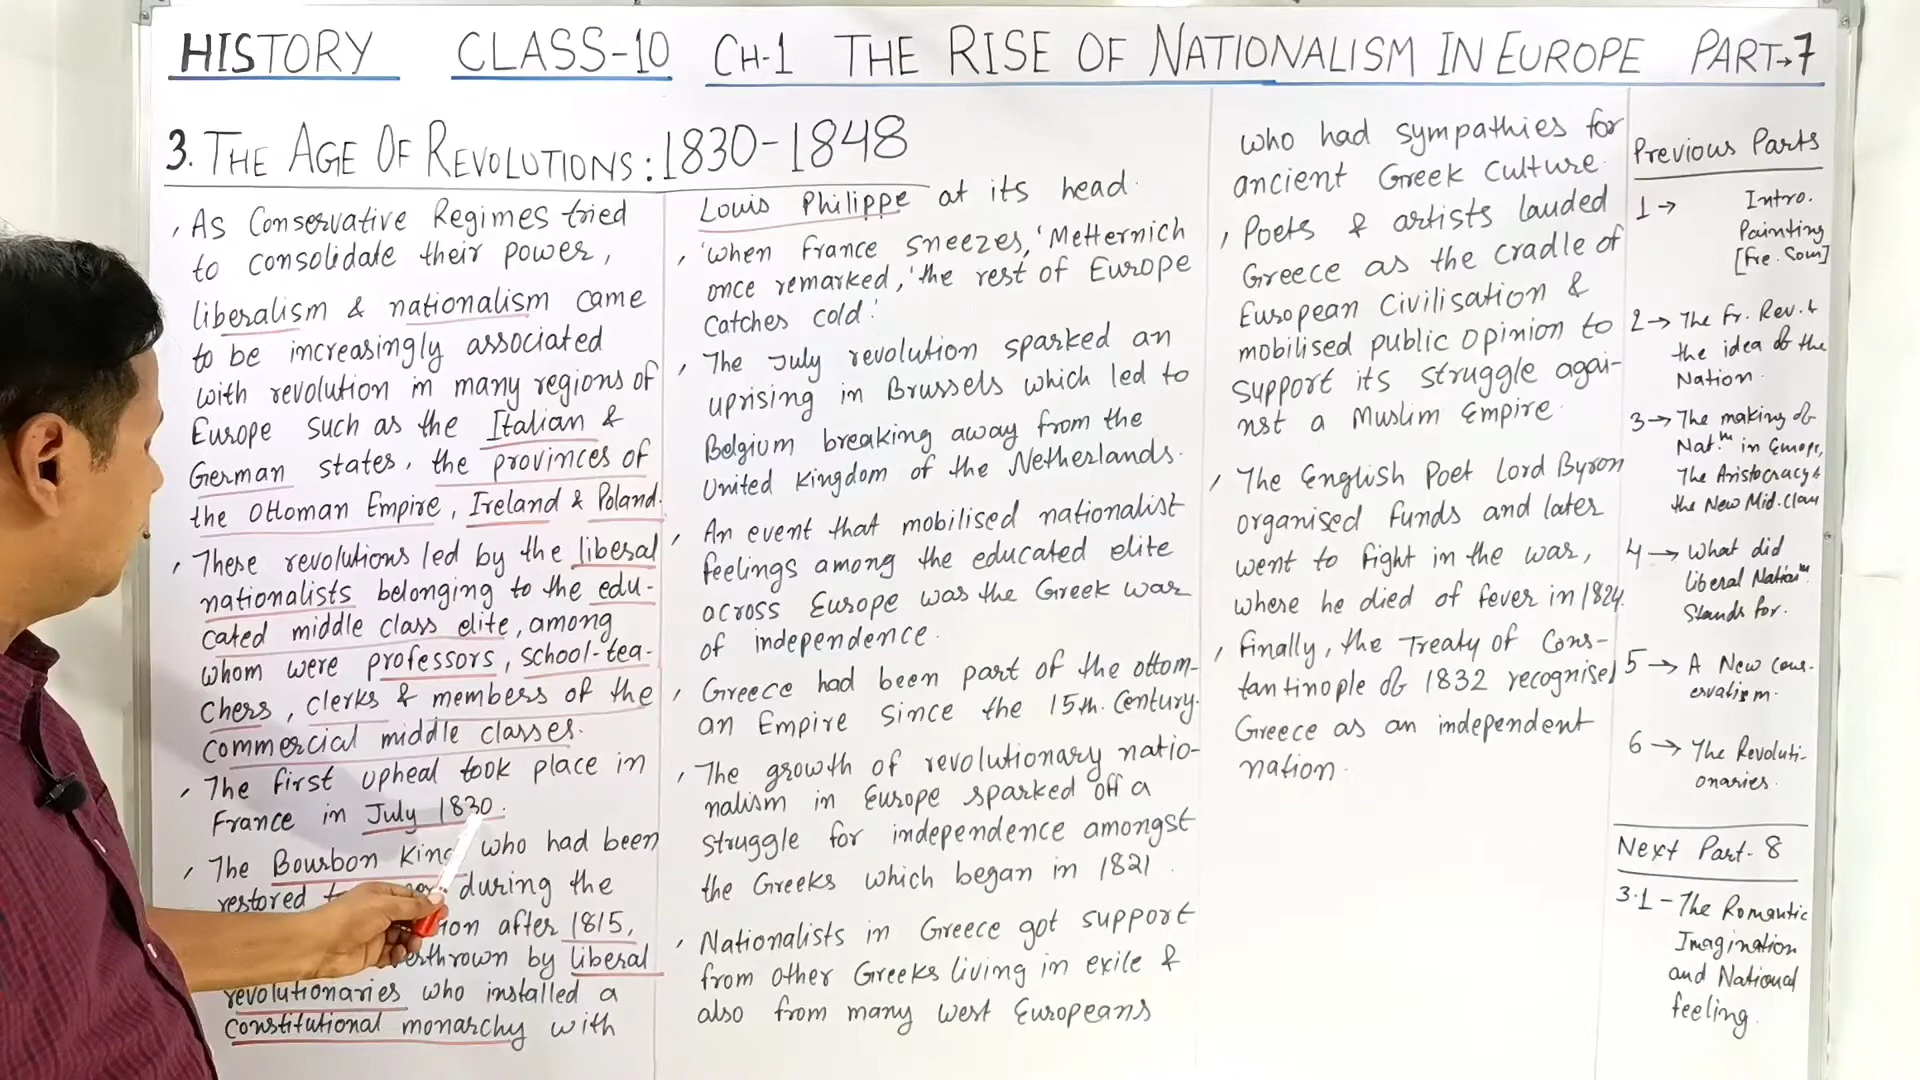 HISTORY CLASS-10 CH-1 THE RISE OF NATIONALISM IN EUROPE PART→7
3. THE AGE OF REVOLUTIONS: 1830-1848
, As Conservative Regimes tried
to consolidate their power,
liberalism & nationalism came
to be increasingly associated
with revolution in many regions of
Europe such as the Italian &
German states, the provinces of
the Ottoman Empire, Ireland & Poland.
, These revolutions led by the liberal
nationalists belonging to the edu-
cated middle class elite, among
whom were professors, school-tea-
chers, clerks & members of the
commercial middle classes.
, The first upheal took place in
France in July 1830.
, The Bourbon King who had been
restored during the
after 1815,
by liberal
revolutionaries who installed a
constitutional monarchy with
Louis Philippe at its head.
, 'When France sneezes,' Metternich
once remarked, 'the rest of Europe
catches cold.'
, The July revolution sparked an
uprising in Brussels which led to
Belgium breaking away from the
United Kingdom of the Netherlands.
, An event that mobilised nationalist
feelings among the educated elite
across Europe was the Greek war
of independence.
, Greece had been part of the ottom-
an Empire since the 15th. Century.
, The growth of revolutionary natio-
nalism in Europe sparked off a
struggle for independence amongst
the Greeks which began in 1821.
, Nationalists in Greece got support
from other Greeks living in exile &
also from many west Europeans
who had sympathies for
ancient Greek culture.
, Poets & artists lauded
Greece as the cradle of
European Civilisation &
mobilised public opinion to
support its struggle agai-
nst a Muslim Empire.
, The English Poet Lord Byron
organised funds and later
went to fight in the war,
where he died of fever in 1824.
, Finally, the Treaty of Cons-
tantinople of 1832 recognised
Greece as an independent
nation.
Previous Parts
1 → Intro.
Painting
[Fre. Sou]
2 → The Fr. Rev. &
the idea of the
Nation.
3 → The making of
Nat.m in Europe,
The Aristocracy &
the New Mid. Class
4 → What did
liberal Nation.m
Stands for.
5 → A New cons-
ervatism.
6 → The Revoluti-
onaries.
Next Part-8
3.1 - The Romantic
Imagination
and National
feeling.